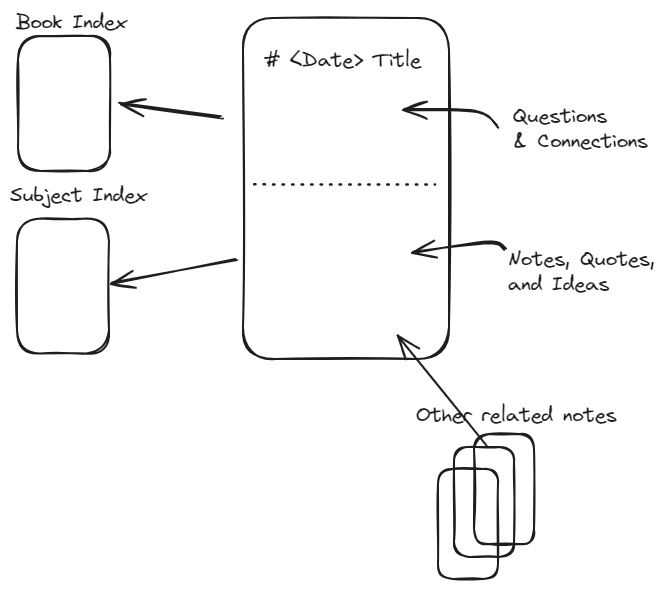 Book Index
# <Date> Title
Questions
& Connections
Subject Index
Notes, Quotes,
and Ideas
Other related notes